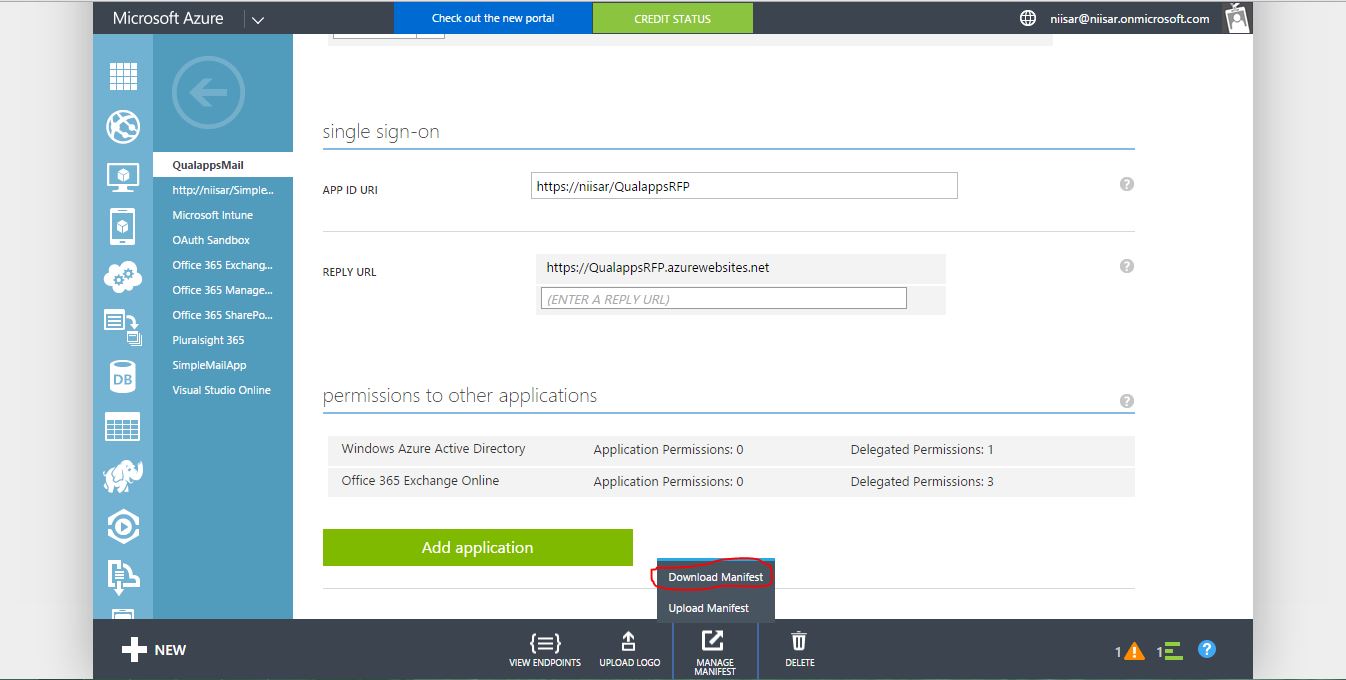 Microsoft Azure
Check out the new portal
CREDIT STATUS
niisar@niisar.onmicrosoft.com
QualappsMail
http://niisar/Simple...
Microsoft Intune
OAuth Sandbox
Office 365 Exchang...
Office 365 Manage...
Office 365 SharePo...
Pluralsight 365
SimpleMailApp
Visual Studio Online
DB
single sign-on
APP ID URI
https://niisar/QualappsRFP
?
REPLY URL
https://QualappsRFP.azurewebsites.net
?
(ENTER A REPLY URL)
permissions to other applications
?
Windows Azure Active Directory Application Permissions: 0 Delegated Permissions: 1
Office 365 Exchange Online Application Permissions: 0 Delegated Permissions: 3
Add application
Download Manifest
Upload Manifest
NEW
VIEW ENDPOINTS
UPLOAD LOGO
MANAGE
MANIFEST
DELETE
1
1
?